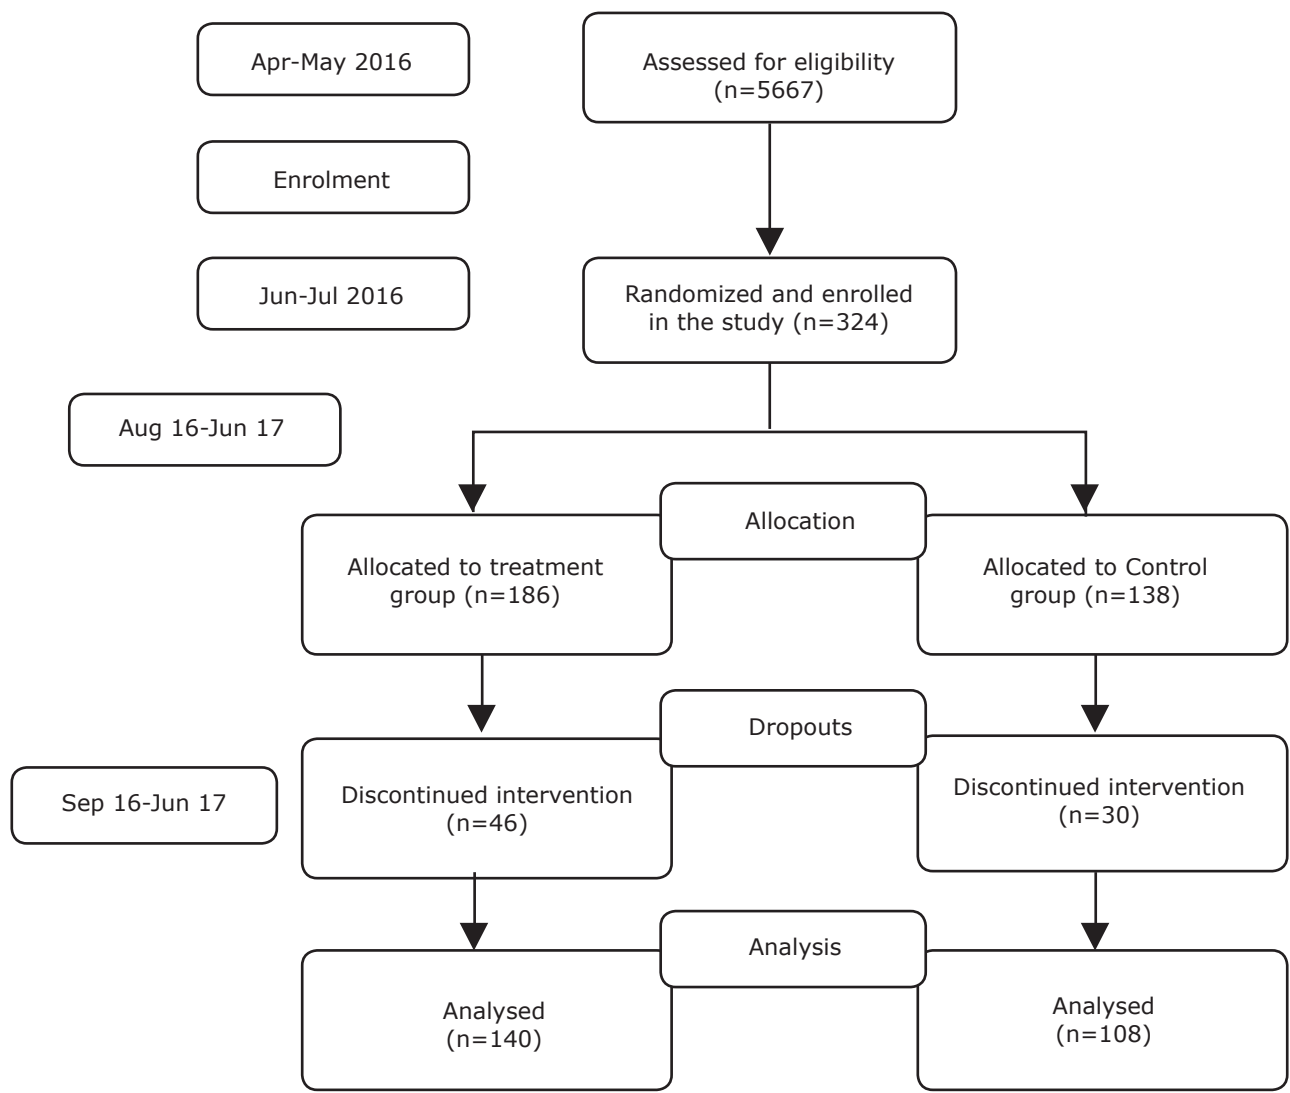 Apr-May 2016
Assessed for eligibility
(n=5667)
Enrolment
Jun-Jul 2016
Randomized and enrolled
in the study (n=324)
Aug 16-Jun 17
Allocation
Allocated to treatment
group (n=186)
Allocated to Control
group (n=138)
Dropouts
Sep 16-Jun 17
Discontinued intervention
(n=46)
Discontinued intervention
(n=30)
Analysis
Analysed
(n=140)
Analysed
(n=108)